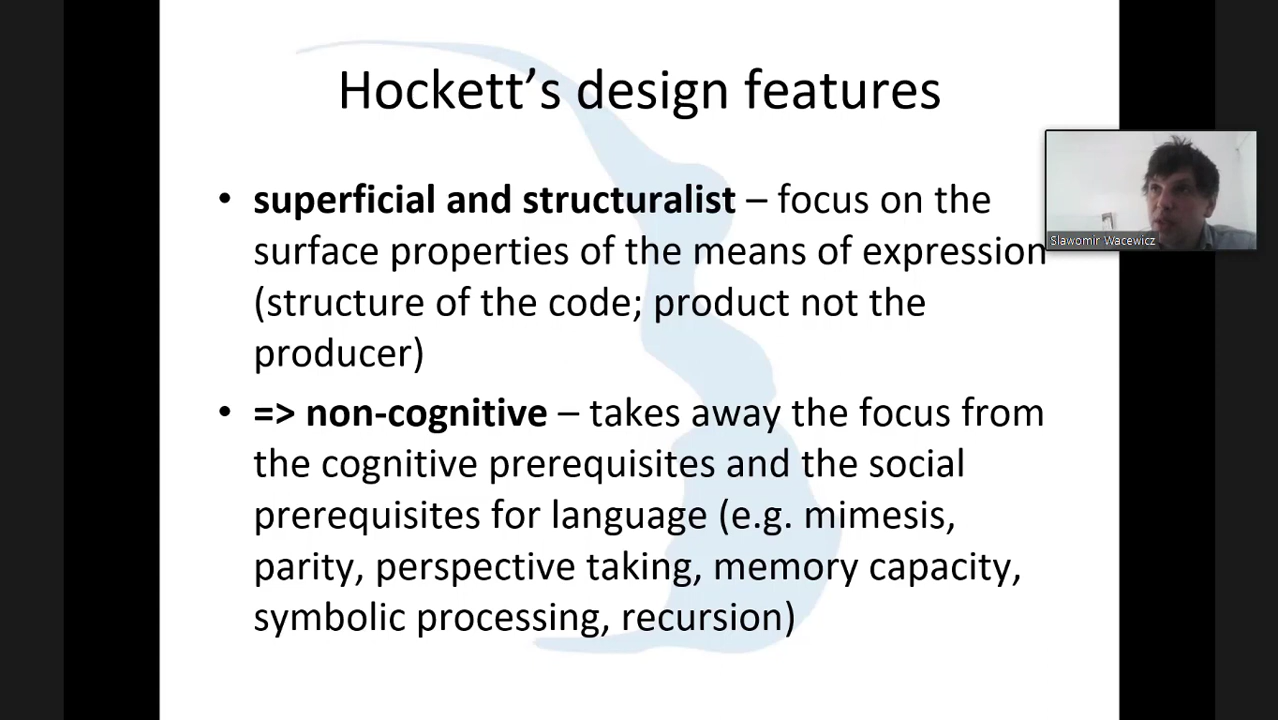 Hockett’s design features
• superficial and structuralist – focus on the
surface properties of the means of expression
(structure of the code; product not the
producer)
• => non-cognitive – takes away the focus from
the cognitive prerequisites and the social
prerequisites for language (e.g. mimesis,
parity, perspective taking, memory capacity,
symbolic processing, recursion)
Slawomir Wacewicz